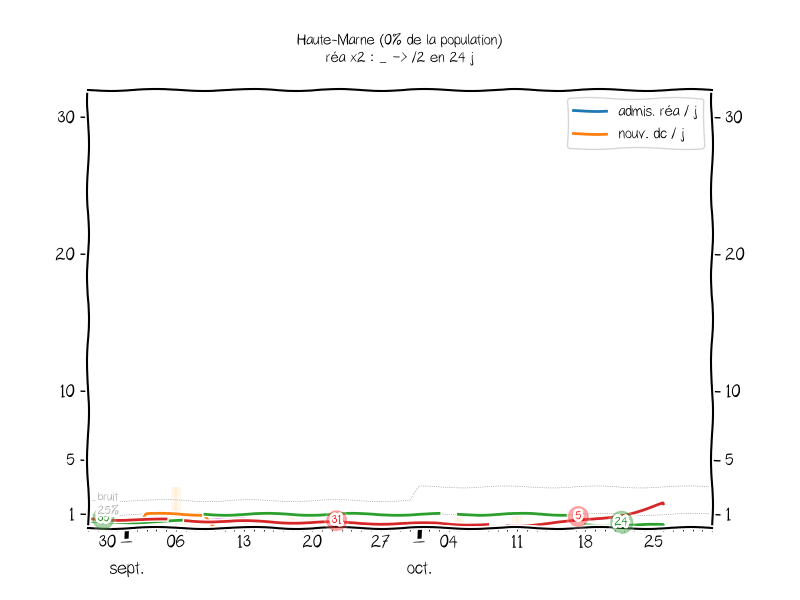 Haute-Marne (0% de la population)
réa x2 : _ -> /2 en 24 j
admis. réa / j
nouv. dc / j
30
30
20
20
10
10
5
5
1
1
bruit
25%
35
31
5
24
30 06 13 20 27 04 11 18 25
sept. oct.